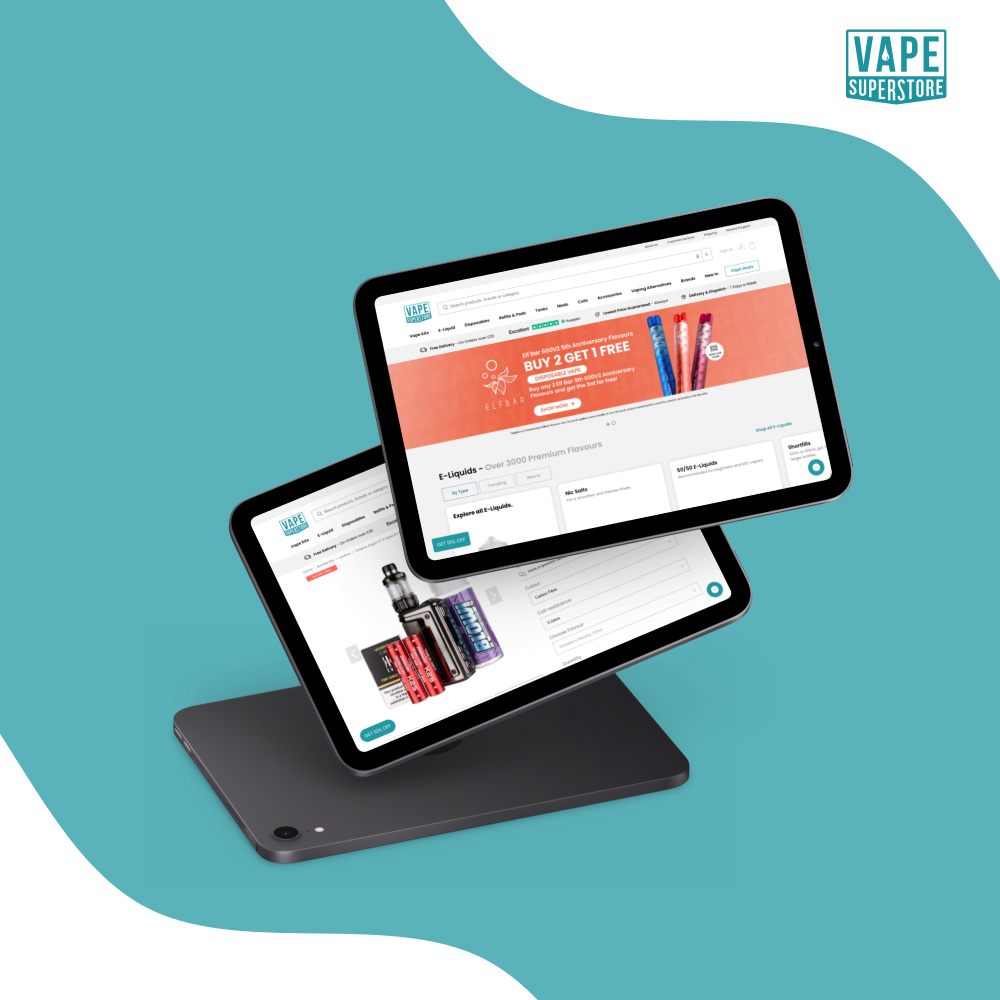 VAPE
SUPERSTORE
About Us Customer Services Shipping Reward Program
VAPE
SUPERSTORE
Search products, brands or category
Sign in
Vape Kits E-Liquid Disposables Refills & Pods Tanks Mods Coils Accessories Vaping Alternatives Brands New In Vape Deals
Free Delivery - On Orders over £20 Excellent Trustpilot Lowest Price Guaranteed - Always! Delivery & Dispatch - 7 Days a Week
ELFBAR
Elf Bar 600V2 5th Anniversary Flavours
BUY 2 GET 1 FREE
DISPOSABLE VAPE
Buy any 2 Elf Bar 5th 600V2 Anniversary
Flavours and get the 3rd for free!
SHOP NOW
E-Liquids - Over 3000 Premium Flavours
Shop All E-Liquids
By Type Trending New In
Explore all E-Liquids.
Nic Salts
For a smoother and intense inhale.
50/50 E-Liquids
Recommended for beginners and MTL vapers.
Shortfills
GET 10% OFF
VAPE
SUPERSTORE
Search products, brands or category
Vape Kits E-Liquid Disposables Refills & P
Free Delivery - On Orders over £20
Have a question
Colour
Carbon Fibre
Coil resistance
Choose Flavour
Quantity
GET 10% OFF